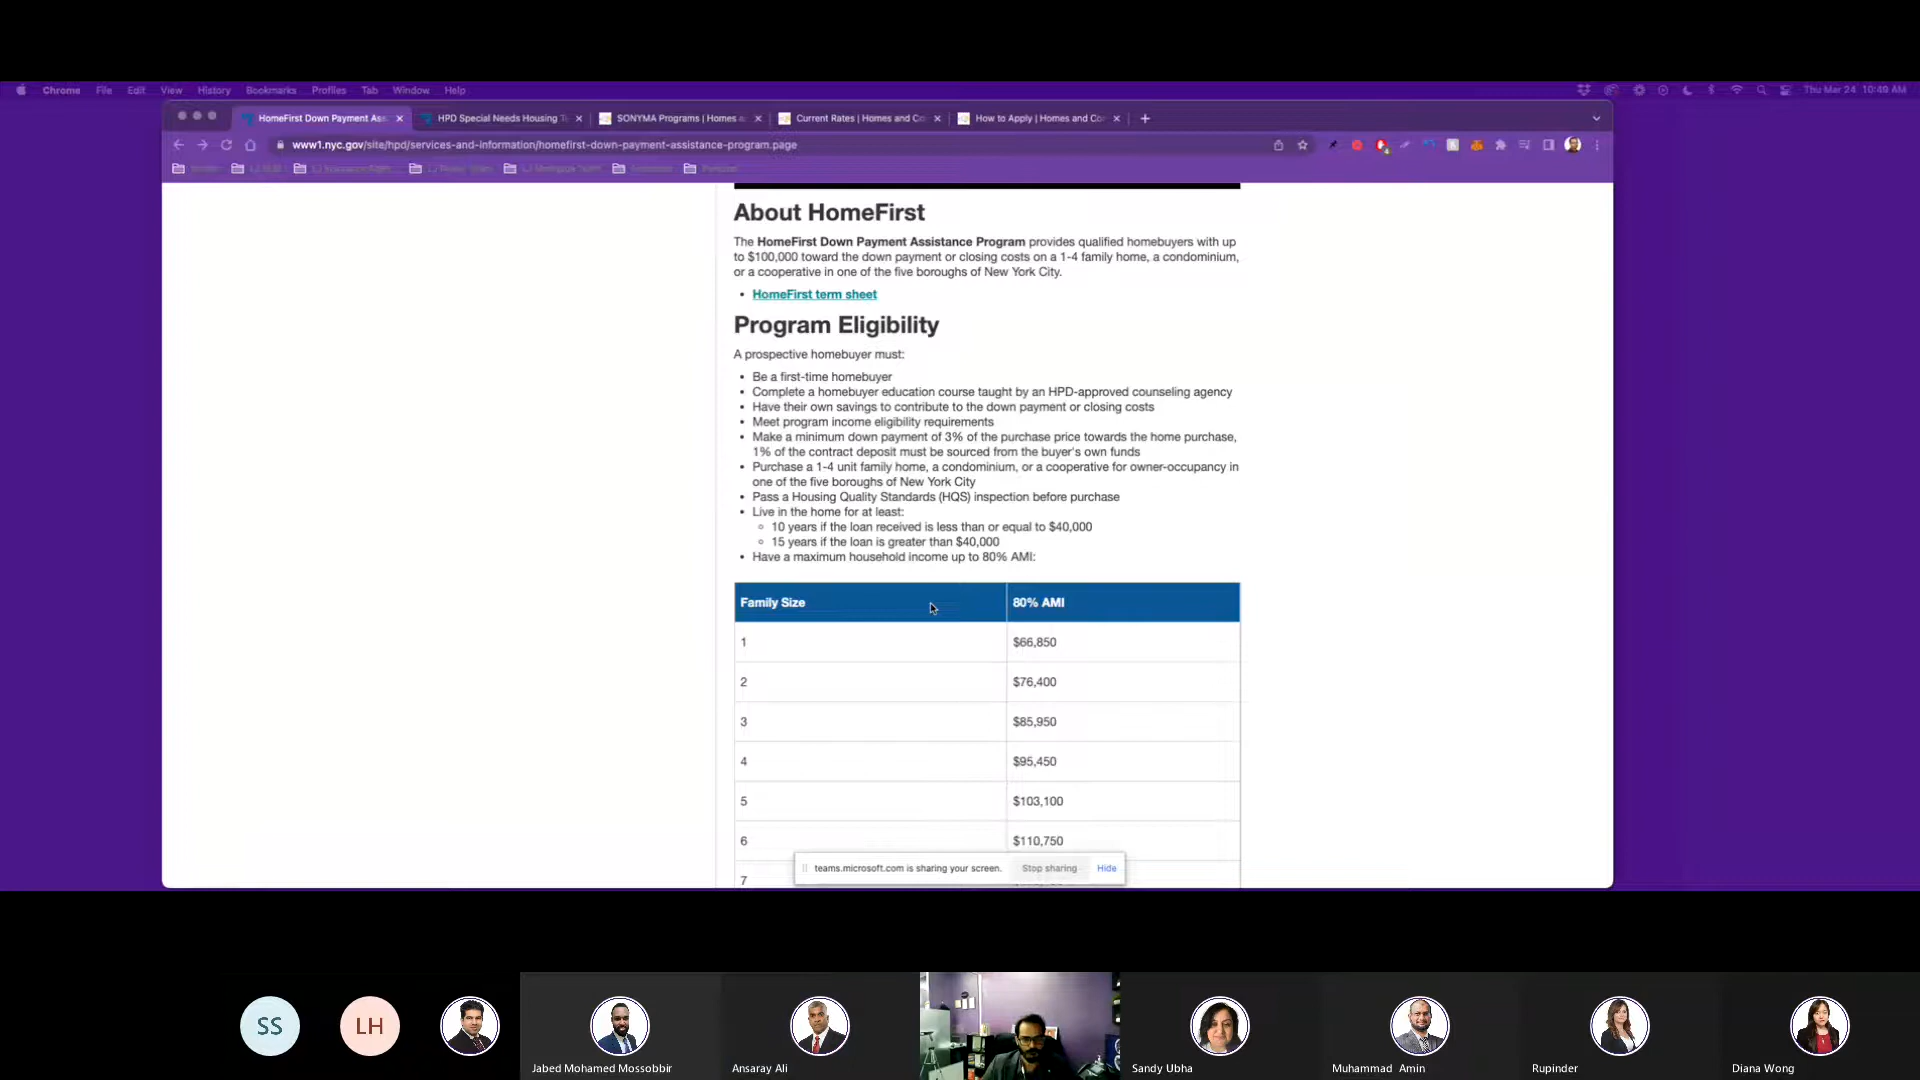 Chrome File Edit View History Bookmarks Profiles Tab Window Help
Thu Mar 24 10:49 AM
HomeFirst Down Payment Ass
HPD Special Needs Housing T
SONYMA Programs | Homes a
Current Rates | Homes and Co
How to Apply | Homes and Co
www1.nyc.gov/site/hpd/services-and-information/homefirst-down-payment-assistance-program.page
About HomeFirst
The HomeFirst Down Payment Assistance Program provides qualified homebuyers with up
to $100,000 toward the down payment or closing costs on a 1-4 family home, a condominium,
or a cooperative in one of the five boroughs of New York City.
• HomeFirst term sheet
Program Eligibility
A prospective homebuyer must:
• Be a first-time homebuyer
• Complete a homebuyer education course taught by an HPD-approved counseling agency
• Have their own savings to contribute to the down payment or closing costs
• Meet program income eligibility requirements
• Make a minimum down payment of 3% of the purchase price towards the home purchase,
1% of the contract deposit must be sourced from the buyer's own funds
• Purchase a 1-4 unit family home, a condominium, or a cooperative for owner-occupancy in
one of the five boroughs of New York City
• Pass a Housing Quality Standards (HQS) inspection before purchase
• Live in the home for at least:
10 years if the loan received is less than or equal to $40,000
15 years if the loan is greater than $40,000
• Have a maximum household income up to 80% AMI:
Family Size 80% AMI
1 $66,850
2 $76,400
3 $85,950
4 $95,450
5 $103,100
6 $110,750
7
teams.microsoft.com is sharing your screen. Stop sharing Hide
SS
LH
Jabed Mohamed Mossobbir
Ansaray Ali
Sandy Ubha
Muhammad Amin
Rupinder
Diana Wong